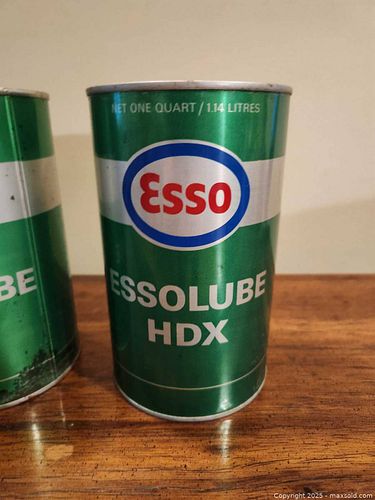 NET ONE QUART / 1.14 LITRES
Esso
ESSOLUBE
HDX
BE
Copyright 2025 - maxsold.com